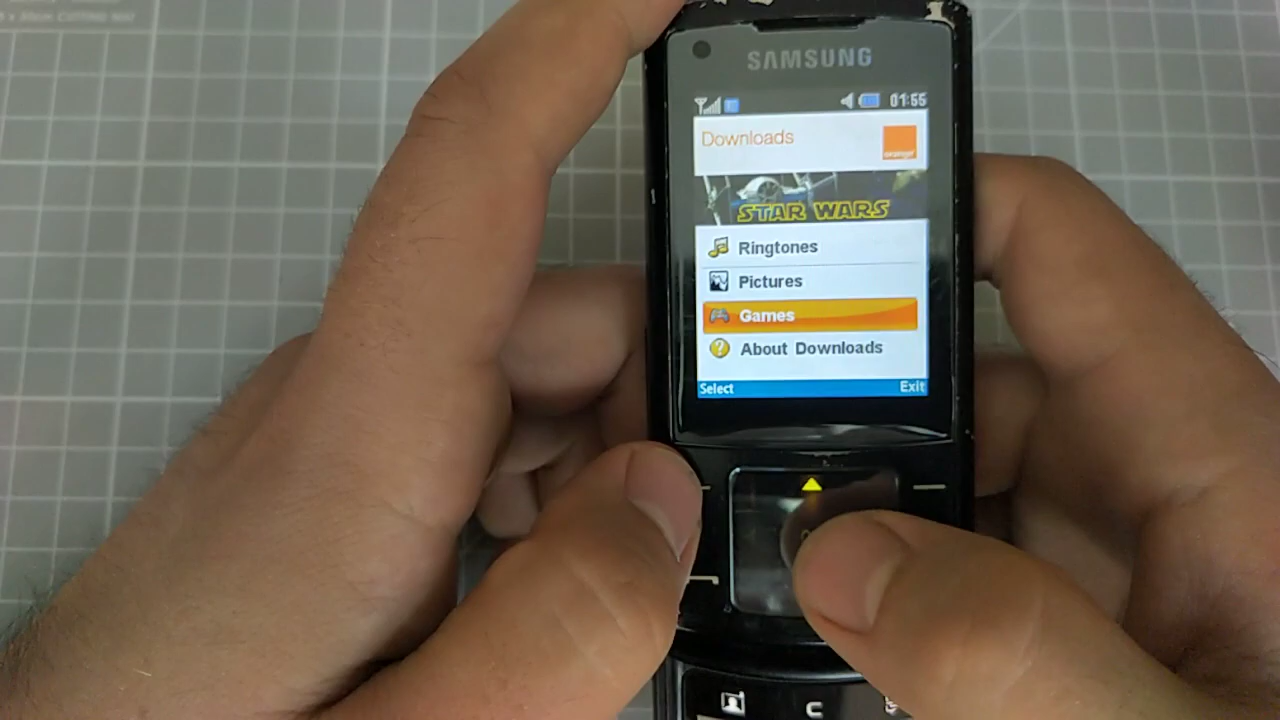 SAMSUNG
01:55
Downloads
orange
STAR WARS
Ringtones
Pictures
Games
About Downloads
Select Exit
C